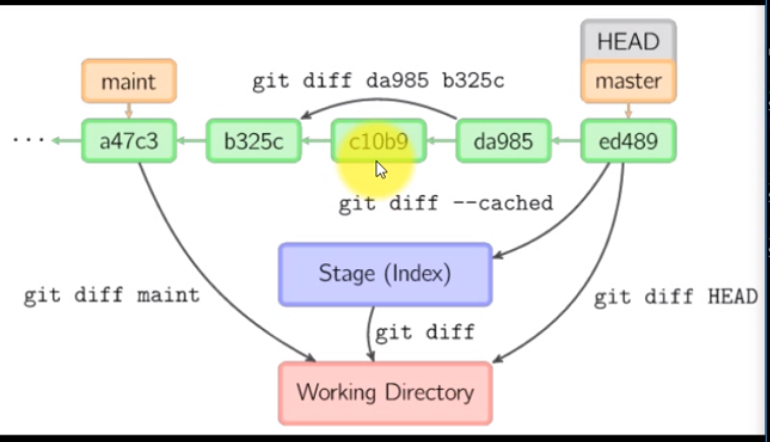 HEAD
maint
git diff da985 b325c
master
...
a47c3
b325c
c10b9
da985
ed489
git diff --cached
Stage (Index)
git diff maint
git diff HEAD
git diff
Working Directory